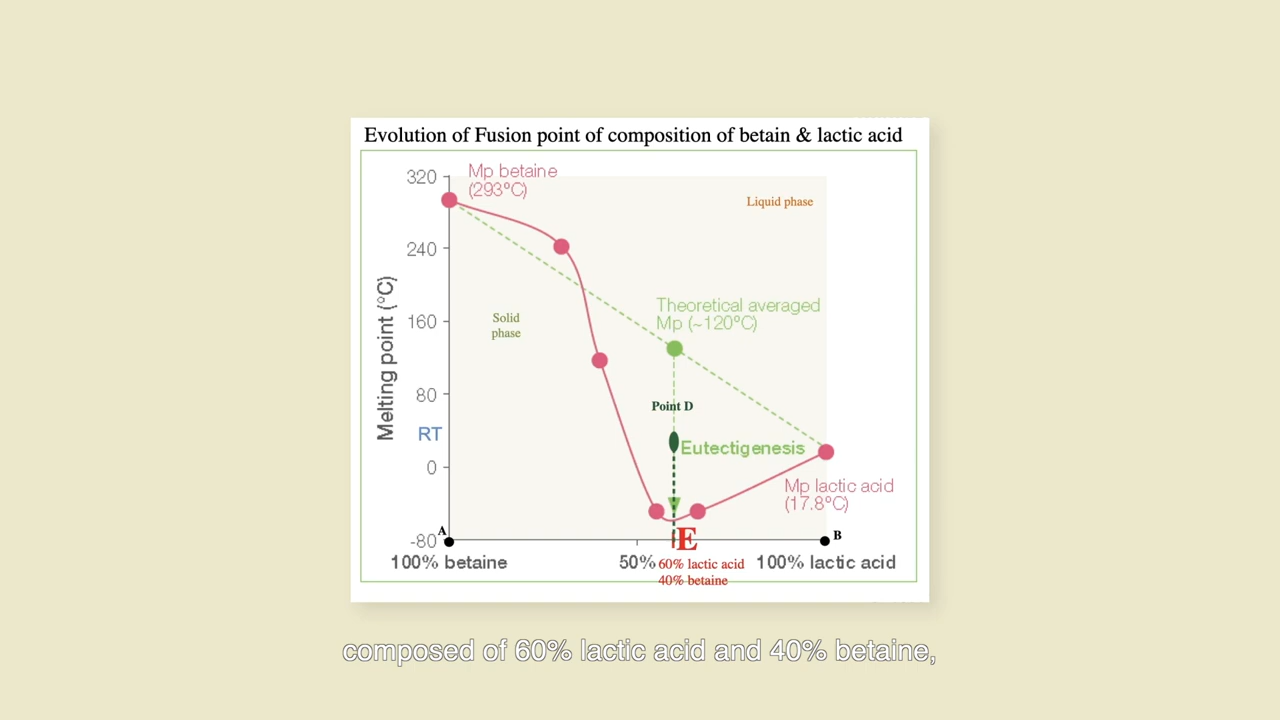 Evolution of Fusion point of composition of betain & lactic acid
Mp betaine
(293°C)
320
Liquid phase
240
Theoretical averaged
Mp (~120°C)
Solid
phase
160
Melting point (°C)
80
Point D
RT
Eutectigenesis
0
Mp lactic acid
(17.8°C)
A
-80
E
B
100% betaine
50%
60% lactic acid
40% betaine
100% lactic acid
composed of 60% lactic acid and 40% betaine,